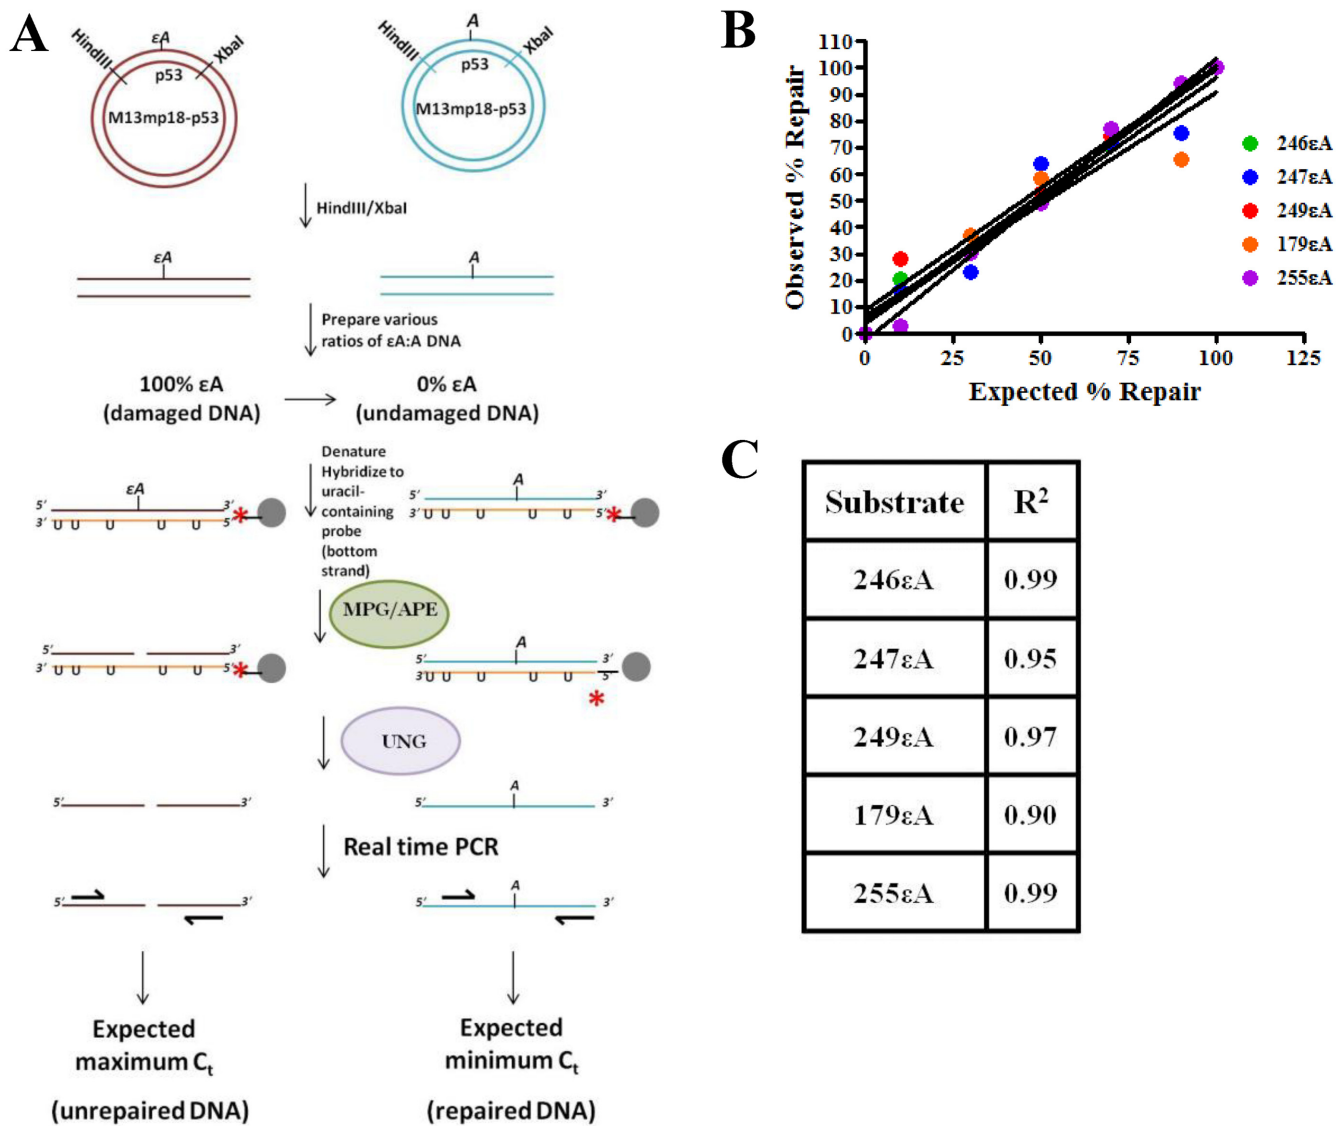 A
HindIII
εA
XbaI
p53
M13mp18-p53
HindIII
A
XbaI
p53
M13mp18-p53
HindIII/XbaI
εA
A
Prepare various
ratios of εA:A DNA
100% εA
(damaged DNA)
0% εA
(undamaged DNA)
Denature
Hybridize to
uracil-
containing
probe
(bottom
strand)
εA
5′ 3′
3′ U U U U U 5′
*
A
5′ 3′
3′ U U U U U 5′
*
MPG/APE
5′ 3′
3′ U U U U U 5′
*
A
5′ 3′
3′ U U U U U 5′
*
UNG
5′ 3′
A
5′ 3′
Real time PCR
5′ 3′
A
5′ 3′
Expected
maximum Ct
(unrepaired DNA)
Expected
minimum Ct
(repaired DNA)
B
Observed % Repair
110
100
90
80
70
60
50
40
30
20
10
0
0 25 50 75 100 125
Expected % Repair
246εA
247εA
249εA
179εA
255εA
C
Substrate R²
246εA 0.99
247εA 0.95
249εA 0.97
179εA 0.90
255εA 0.99